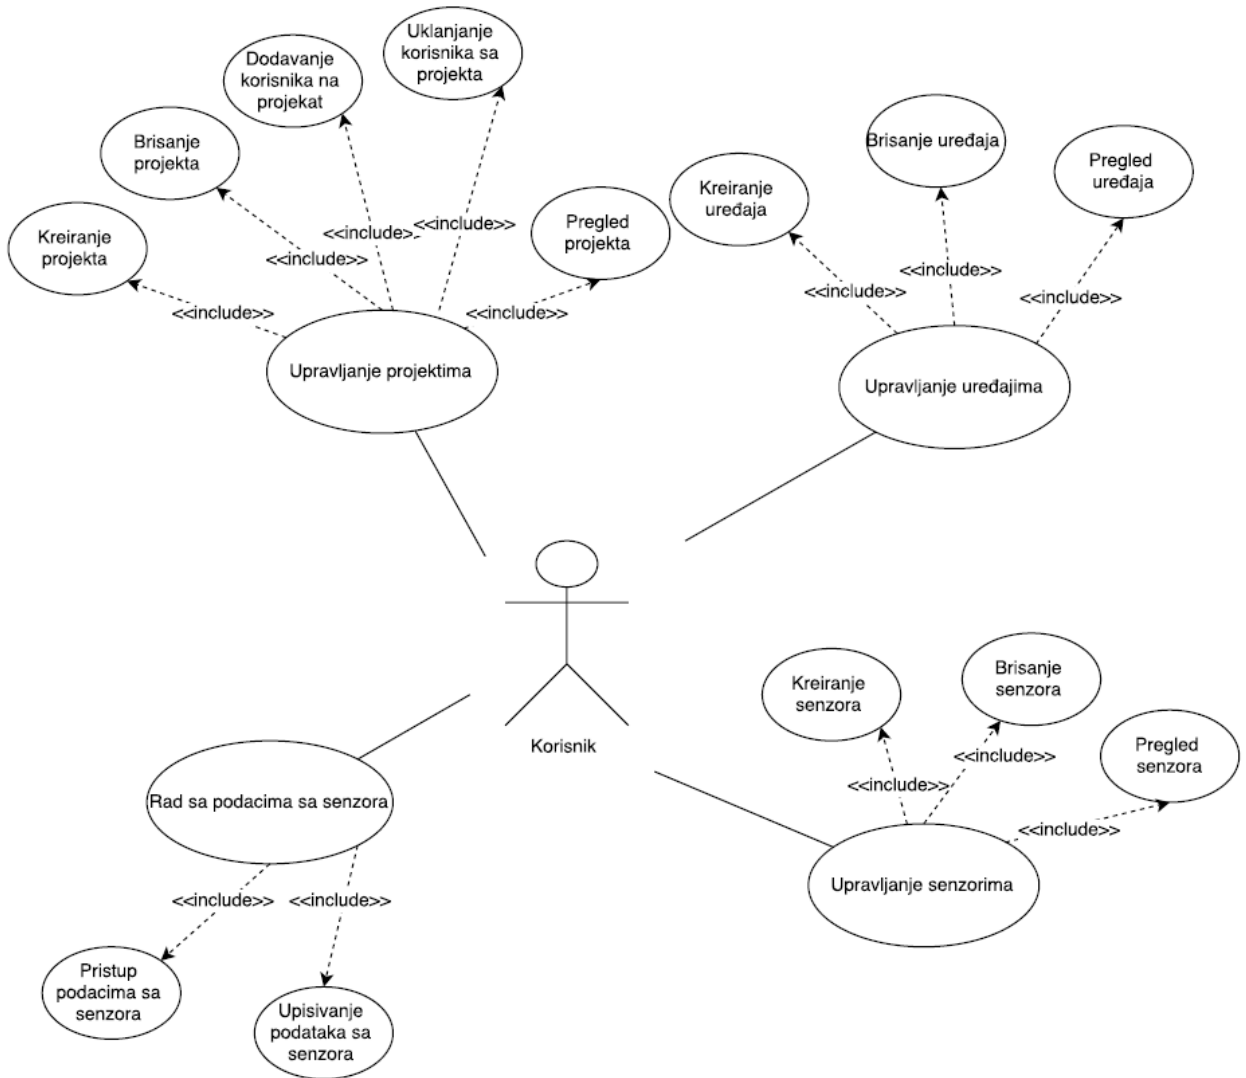 Uklanjanje
korisnika sa
projekta
Dodavanje
korisnika na
projekat
Brisanje
projekta
Kreiranje
projekta
Pregled
projekta
<<include>>
<<include>>
<<include>>
<<include>>
<<include>>
Upravljanje projektima
Brisanje uređaja
Pregled
uređaja
Kreiranje
uređaja
<<include>>
<<include>>
<<include>>
Upravljanje uređajima
Korisnik
Kreiranje
senzora
Brisanje
senzora
Pregled
senzora
<<include>>
<<include>>
<<include>>
Upravljanje senzorima
Rad sa podacima sa senzora
<<include>>
<<include>>
Pristup
podacima sa
senzora
Upisivanje
podataka sa
senzora